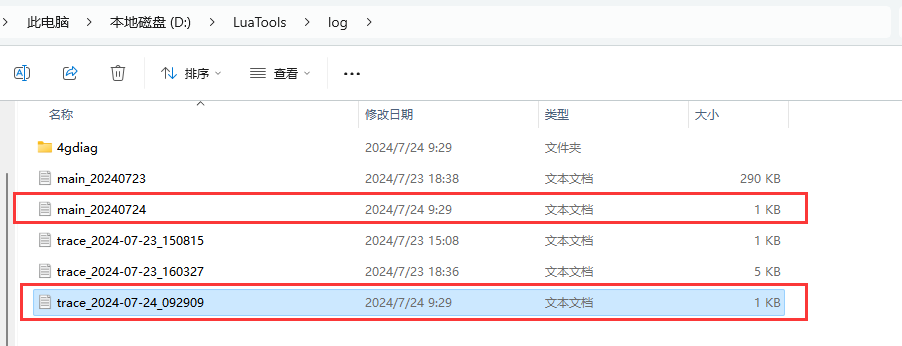 此电脑 > 本地磁盘 (D:) > LuaTools > log >
排序 查看 ...
名称 修改日期 类型 大小
4gdiag 2024/7/24 9:29 文件夹
main_20240723 2024/7/23 18:38 文本文档 290 KB
main_20240724 2024/7/24 9:29 文本文档 1 KB
trace_2024-07-23_150815 2024/7/23 15:08 文本文档 1 KB
trace_2024-07-23_160327 2024/7/23 18:36 文本文档 5 KB
trace_2024-07-24_092909 2024/7/24 9:29 文本文档 1 KB